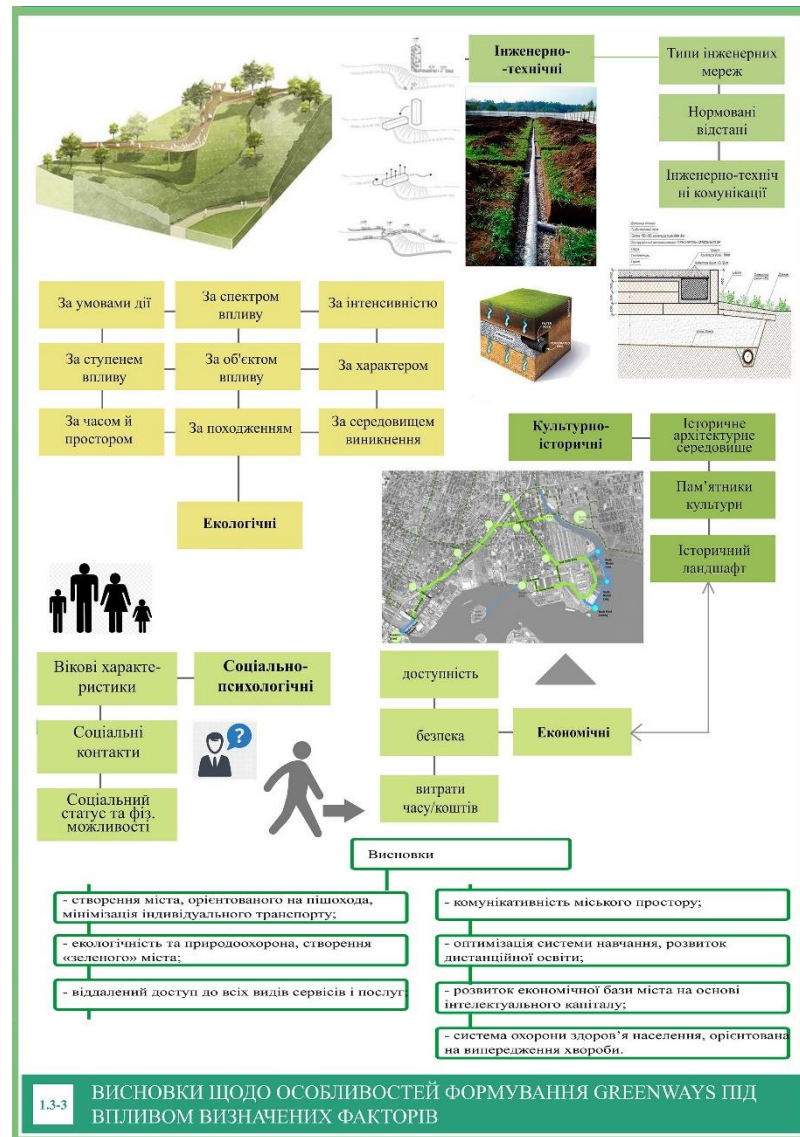 Інженерно-
-технічні
Типи інженерних
мереж
Нормовані
відстані
Інженерно-техніч
ні комунікації
За умовами дії
За спектром
впливу
За інтенсивністю
За ступенем
впливу
За об'єктом
впливу
За характером
За часом й
простором
За походженням
За середовищем
виникнення
Екологічні
Культурно-
історичні
Історичне
архітектурне
середовище
Пам’ятники
культури
Історичний
ландшафт
Вікові характе-
ристики
Соціально-
психологічні
Соціальні
контакти
Соціальний
статус та фіз.
можливості
?
доступність
безпека
Економічні
витрати
часу/коштів
Висновки
- створення міста, орієнтованого на пішохода,
мінімізація індивідуального транспорту;
- екологічність та природоохорона, створення
«зеленого» міста;
- віддалений доступ до всіх видів сервісів і послуг;
- комунікативність міського простору;
- оптимізація системи навчання, розвиток
дистанційної освіти;
- розвиток економічної бази міста на основі
інтелектуального капіталу;
- система охорони здоров’я населення, орієнтована
на випередження хвороби.
1.3-3
ВИСНОВКИ ЩОДО ОСОБЛИВОСТЕЙ ФОРМУВАННЯ GREENWAYS ПІД
ВПЛИВОМ ВИЗНАЧЕНИХ ФАКТОРІВ